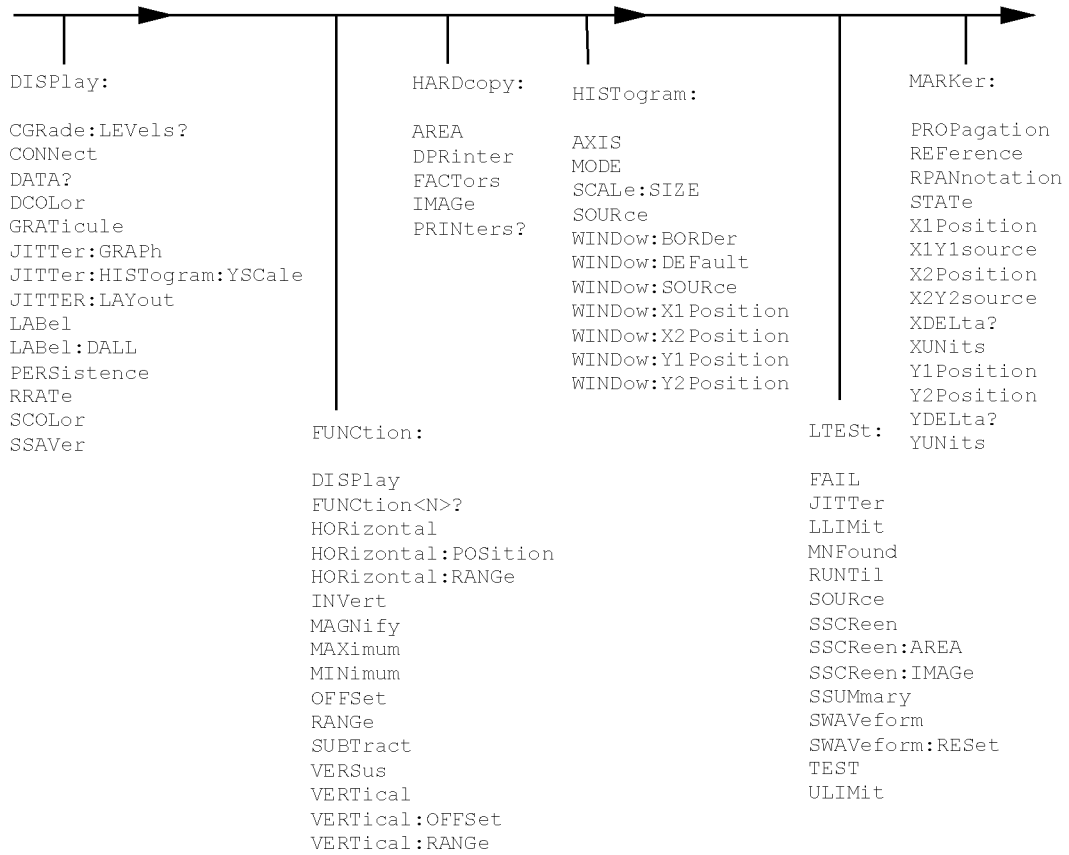 DISPlay:
CGRade:LEVels?
CONNect
DATA?
DCOLor
GRATicule
JITTer:GRAPh
JITTer:HISTogram:YSCale
JITTER:LAYout
LABel
LABel:DALL
PERSistence
RRATe
SCOLor
SSAVer
FUNCtion:
DISPlay
FUNCtion<N>?
HORizontal
HORizontal:POSition
HORizontal:RANGe
INVert
MAGNify
MAXimum
MINimum
OFFSet
RANGe
SUBTract
VERSus
VERTical
VERTical:OFFSet
VERTical:RANGe
HARDcopy:
AREA
DPRinter
FACTors
IMAGe
PRINters?
HISTogram:
AXIS
MODE
SCALe:SIZE
SOURce
WINDow:BORDer
WINDow:DEFault
WINDow:SOURce
WINDow:X1Position
WINDow:X2Position
WINDow:Y1Position
WINDow:Y2Position
LTESt:
FAIL
JITTer
LLIMit
MNFound
RUNTil
SOURce
SSCReen
SSCReen:AREA
SSCReen:IMAGe
SSUMmary
SWAVeform
SWAVeform:RESet
TEST
ULIMit
MARKer:
PROPagation
REFerence
RPANnotation
STATe
X1Position
X1Y1source
X2Position
X2Y2source
XDELta?
XUNits
Y1Position
Y2Position
YDELta?
YUNits